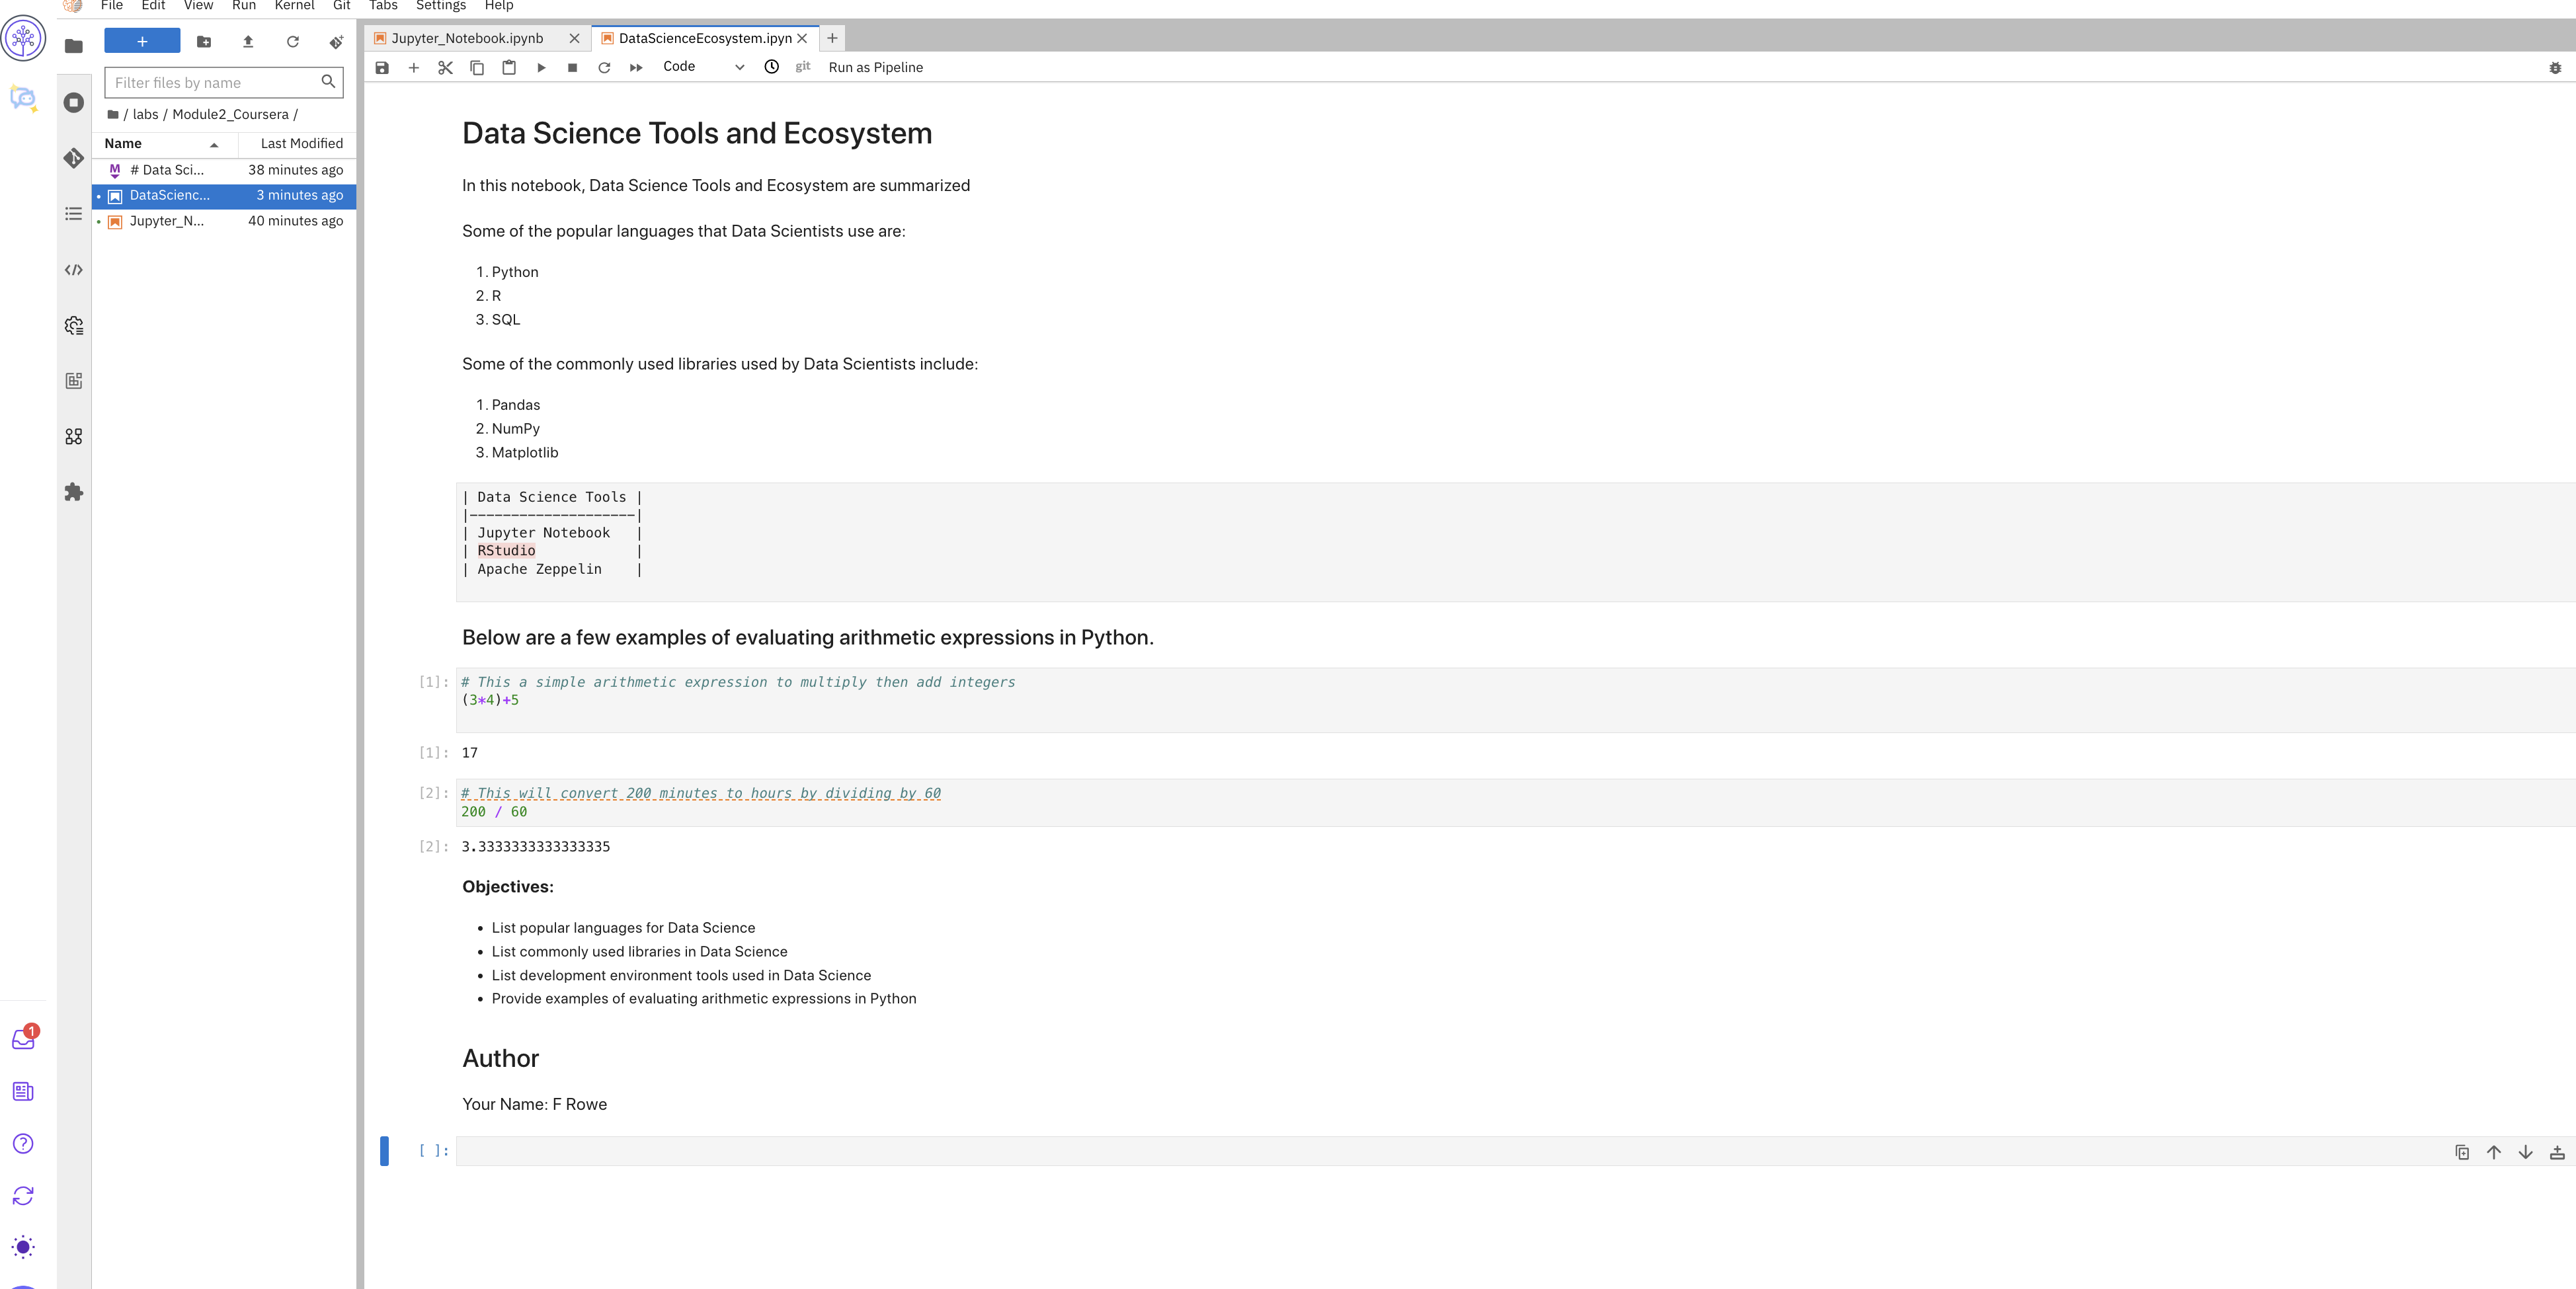 File Edit View Run Kernel Git Tabs Settings Help
Jupyter_Notebook.ipynb
DataScienceEcosystem.ipyn
Code
git
Run as Pipeline
Filter files by name
/ labs / Module2_Coursera /
Name Last Modified
# Data Sci... 38 minutes ago
DataScienc... 3 minutes ago
Jupyter_N... 40 minutes ago
Data Science Tools and Ecosystem
In this notebook, Data Science Tools and Ecosystem are summarized
Some of the popular languages that Data Scientists use are:
1. Python
2. R
3. SQL
Some of the commonly used libraries used by Data Scientists include:
1. Pandas
2. NumPy
3. Matplotlib
| Data Science Tools |
|--------------------|
| Jupyter Notebook |
| RStudio |
| Apache Zeppelin |
Below are a few examples of evaluating arithmetic expressions in Python.
[1]: # This a simple arithmetic expression to multiply then add integers
(3*4)+5
[1]: 17
[2]: # This will convert 200 minutes to hours by dividing by 60
200 / 60
[2]: 3.3333333333333335
Objectives:
• List popular languages for Data Science
• List commonly used libraries in Data Science
• List development environment tools used in Data Science
• Provide examples of evaluating arithmetic expressions in Python
Author
Your Name: F Rowe
[ ]:
1